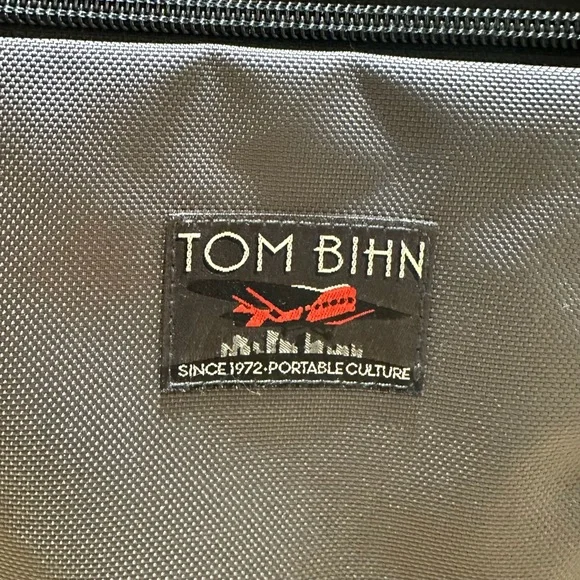 TOM BIHN
SINCE 1972·PORTABLE CULTURE